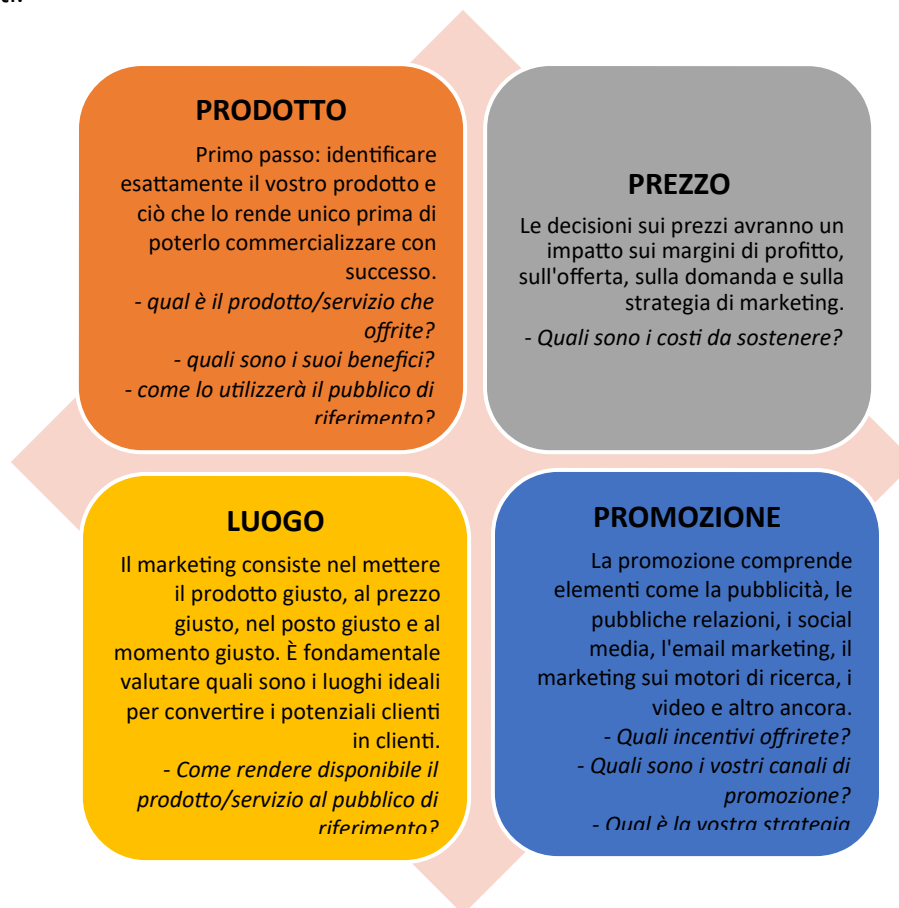 PRODOTTO
Primo passo: identificare
esattamente il vostro prodotto e
ciò che lo rende unico prima di
poterlo commercializzare con
successo.
- qual è il prodotto/servizio che
offrite?
- quali sono i suoi benefici?
- come lo utilizzerà il pubblico di
riferimento?
PREZZO
Le decisioni sui prezzi avranno un
impatto sui margini di profitto,
sull'offerta, sulla domanda e sulla
strategia di marketing.
- Quali sono i costi da sostenere?
LUOGO
Il marketing consiste nel mettere
il prodotto giusto, al prezzo
giusto, nel posto giusto e al
momento giusto. È fondamentale
valutare quali sono i luoghi ideali
per convertire i potenziali clienti
in clienti.
- Come rendere disponibile il
prodotto/servizio al pubblico di
riferimento?
PROMOZIONE
La promozione comprende
elementi come la pubblicità, le
pubbliche relazioni, i social
media, l'email marketing, il
marketing sui motori di ricerca, i
video e altro ancora.
- Quali incentivi offrirete?
- Quali sono i vostri canali di
promozione?
- Qual è la vostra strategia